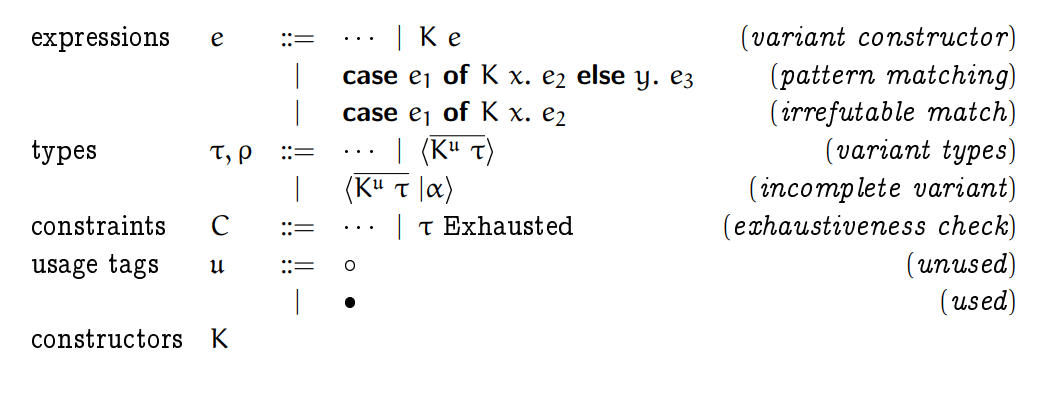 expressions e ::= ⋯ | K e (variant constructor)
| case e₁ of K x. e₂ else y. e₃ (pattern matching)
| case e₁ of K x. e₂ (irrefutable match)
types τ, ρ ::= ⋯ | ⟨K̅ᵘ̅ ̅τ̅⟩ (variant types)
| ⟨K̅ᵘ̅ ̅τ̅ |α⟩ (incomplete variant)
constraints C ::= ⋯ | τ Exhausted (exhaustiveness check)
usage tags u ::= ∘ (unused)
| • (used)
constructors K